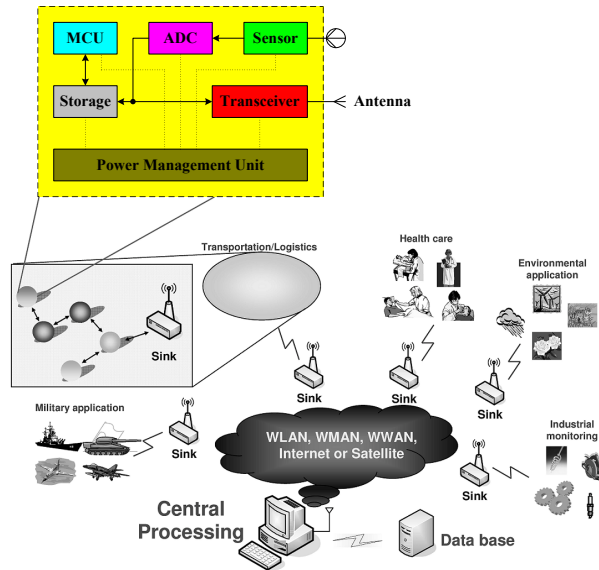 MCU
ADC
Sensor
Storage
Transceiver
Antenna
Power Management Unit
Transportation/Logistics
Health care
Environmental
application
Sink
Sink
Sink
Sink
Military application
Sink
WLAN, WMAN, WWAN,
Internet or Satellite
Industrial
monitoring
Sink
Central
Processing
Data base